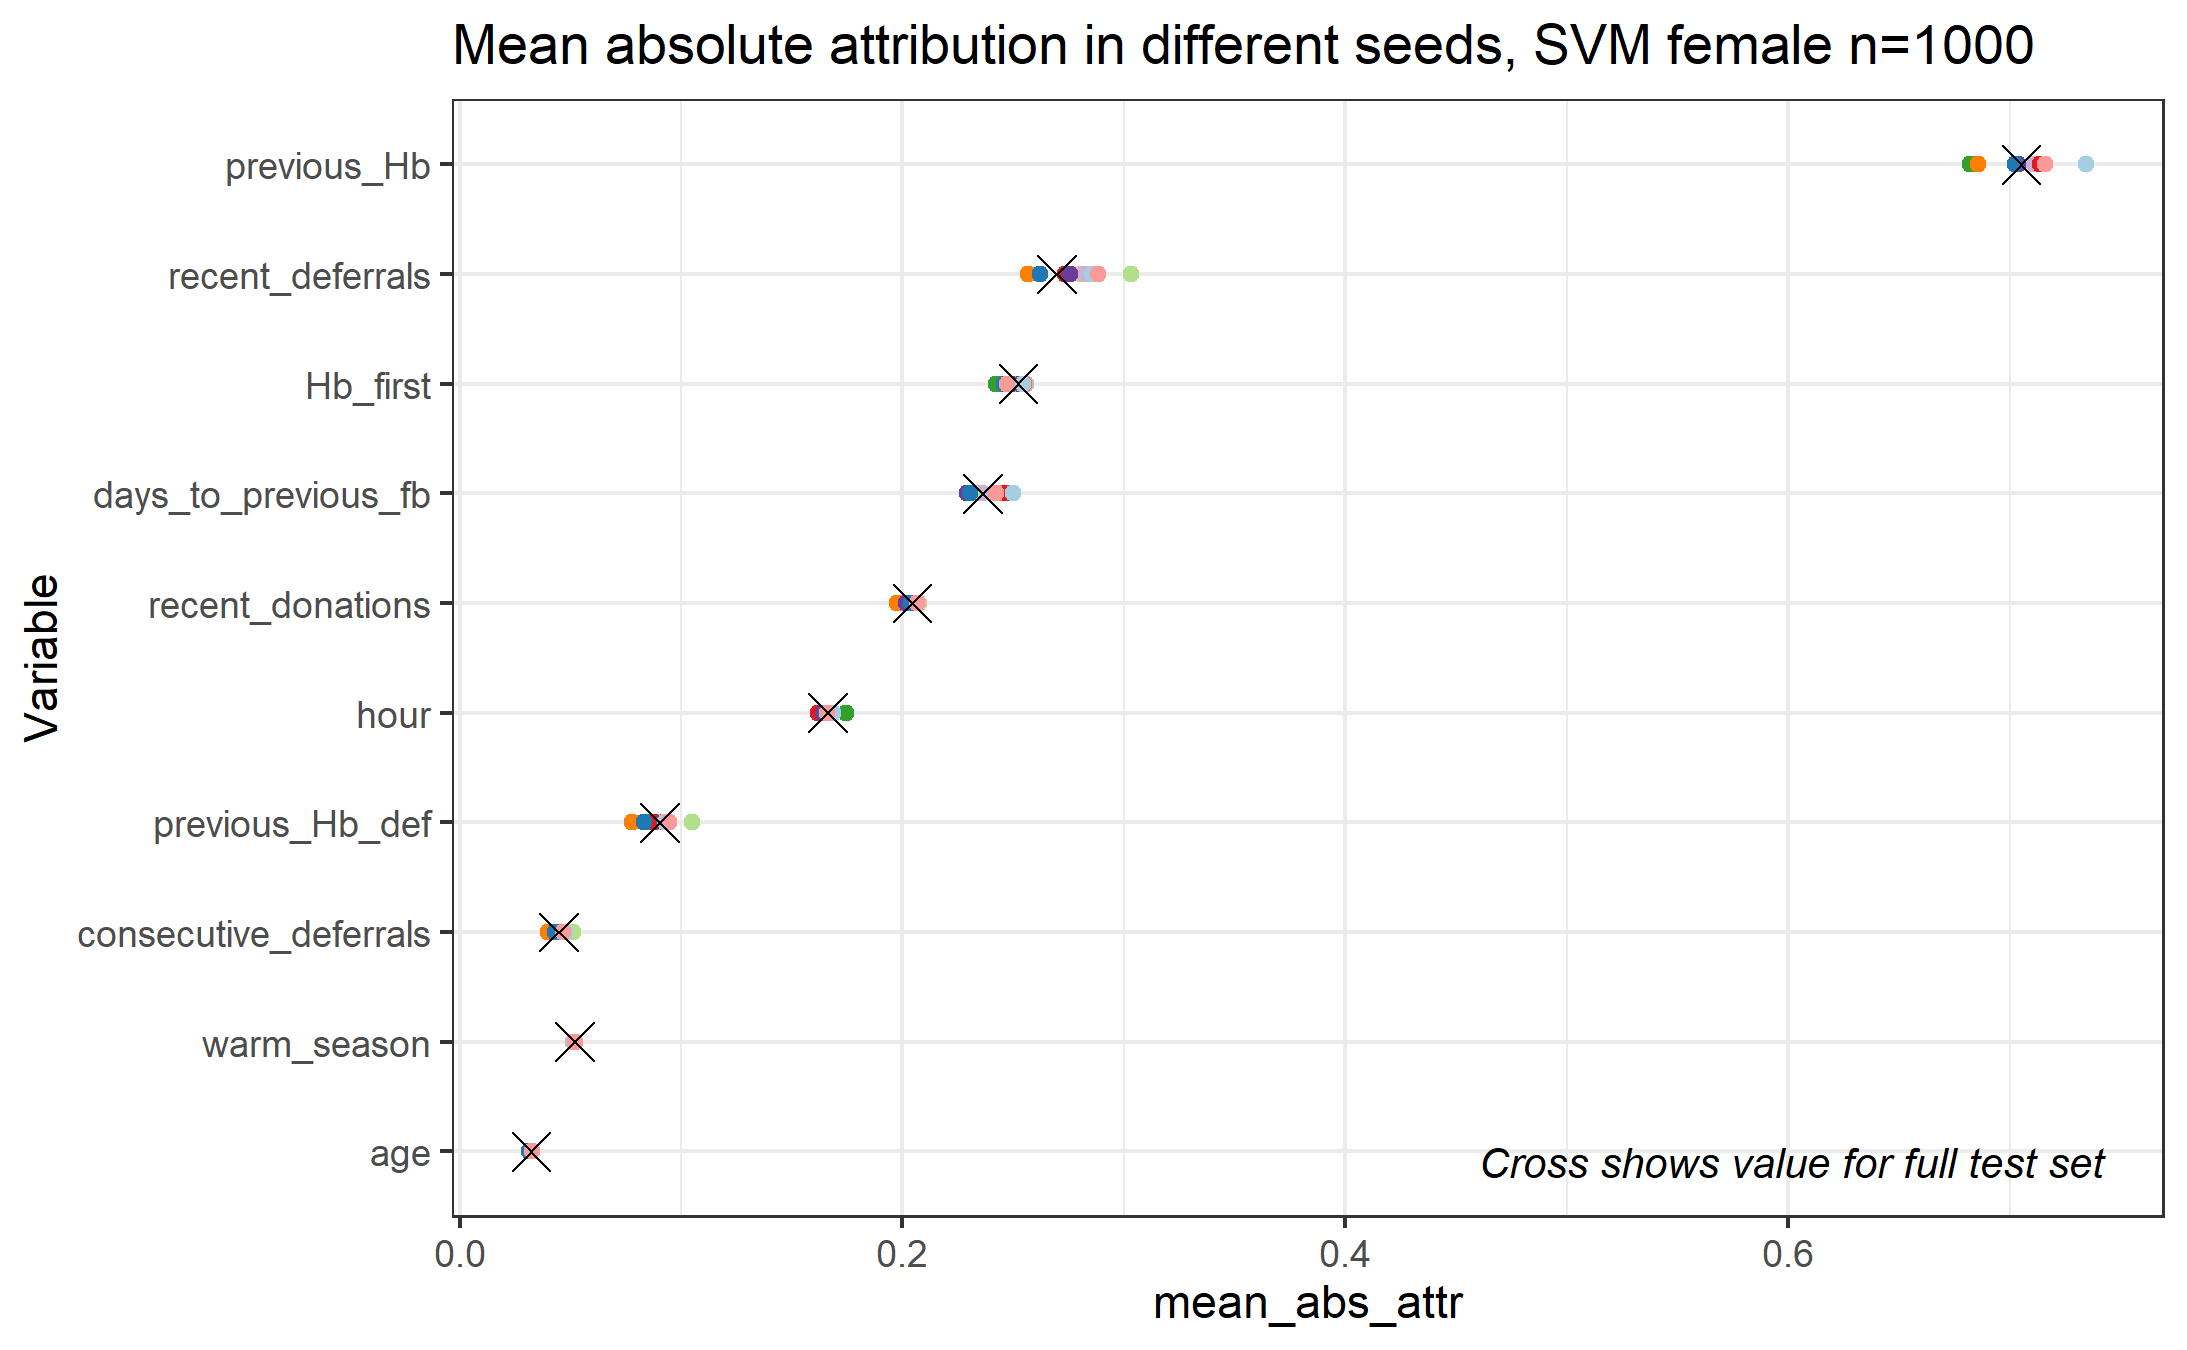 Mean absolute attribution in different seeds, SVM female n=1000
previous_Hb
recent_deferrals
Hb_first
days_to_previous_fb
recent_donations
hour
previous_Hb_def
consecutive_deferrals
warm_season
age
Variable
Cross shows value for full test set
0.0 0.2 0.4 0.6
mean_abs_attr